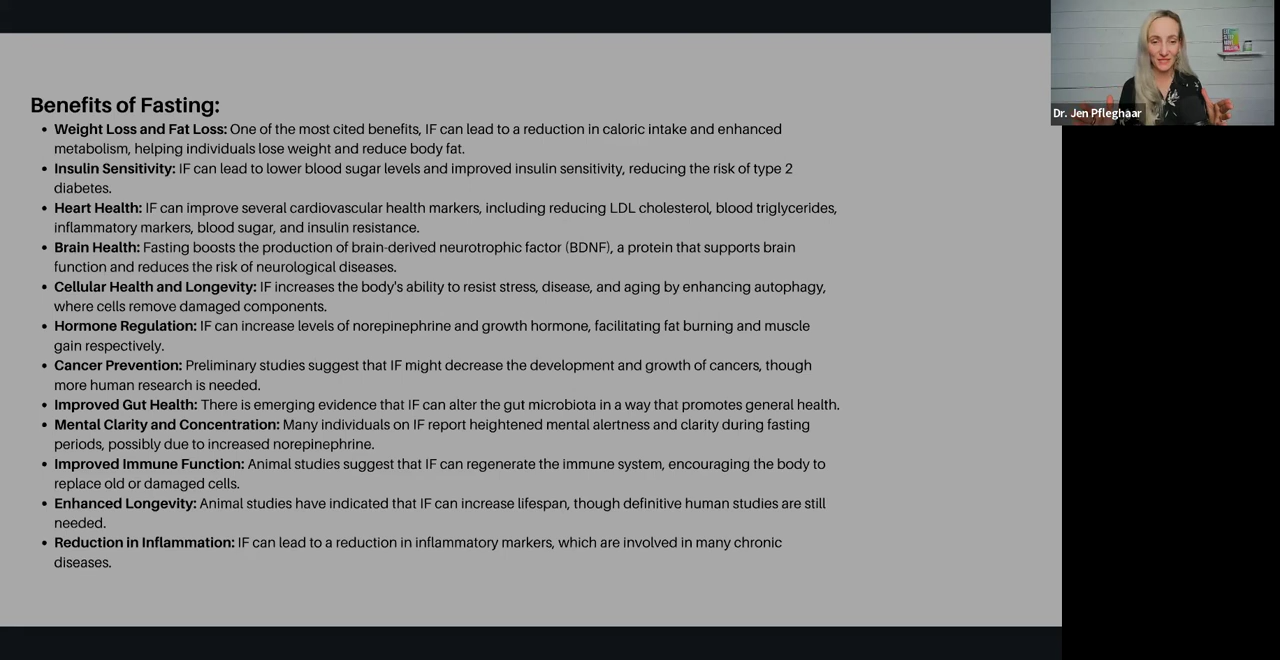 Benefits of Fasting:
• Weight Loss and Fat Loss: One of the most cited benefits, IF can lead to a reduction in caloric intake and enhanced
metabolism, helping individuals lose weight and reduce body fat.
• Insulin Sensitivity: IF can lead to lower blood sugar levels and improved insulin sensitivity, reducing the risk of type 2
diabetes.
• Heart Health: IF can improve several cardiovascular health markers, including reducing LDL cholesterol, blood triglycerides,
inflammatory markers, blood sugar, and insulin resistance.
• Brain Health: Fasting boosts the production of brain-derived neurotrophic factor (BDNF), a protein that supports brain
function and reduces the risk of neurological diseases.
• Cellular Health and Longevity: IF increases the body's ability to resist stress, disease, and aging by enhancing autophagy,
where cells remove damaged components.
• Hormone Regulation: IF can increase levels of norepinephrine and growth hormone, facilitating fat burning and muscle
gain respectively.
• Cancer Prevention: Preliminary studies suggest that IF might decrease the development and growth of cancers, though
more human research is needed.
• Improved Gut Health: There is emerging evidence that IF can alter the gut microbiota in a way that promotes general health.
• Mental Clarity and Concentration: Many individuals on IF report heightened mental alertness and clarity during fasting
periods, possibly due to increased norepinephrine.
• Improved Immune Function: Animal studies suggest that IF can regenerate the immune system, encouraging the body to
replace old or damaged cells.
• Enhanced Longevity: Animal studies have indicated that IF can increase lifespan, though definitive human studies are still
needed.
• Reduction in Inflammation: IF can lead to a reduction in inflammatory markers, which are involved in many chronic
diseases.
Dr. Jen Pfleghaar